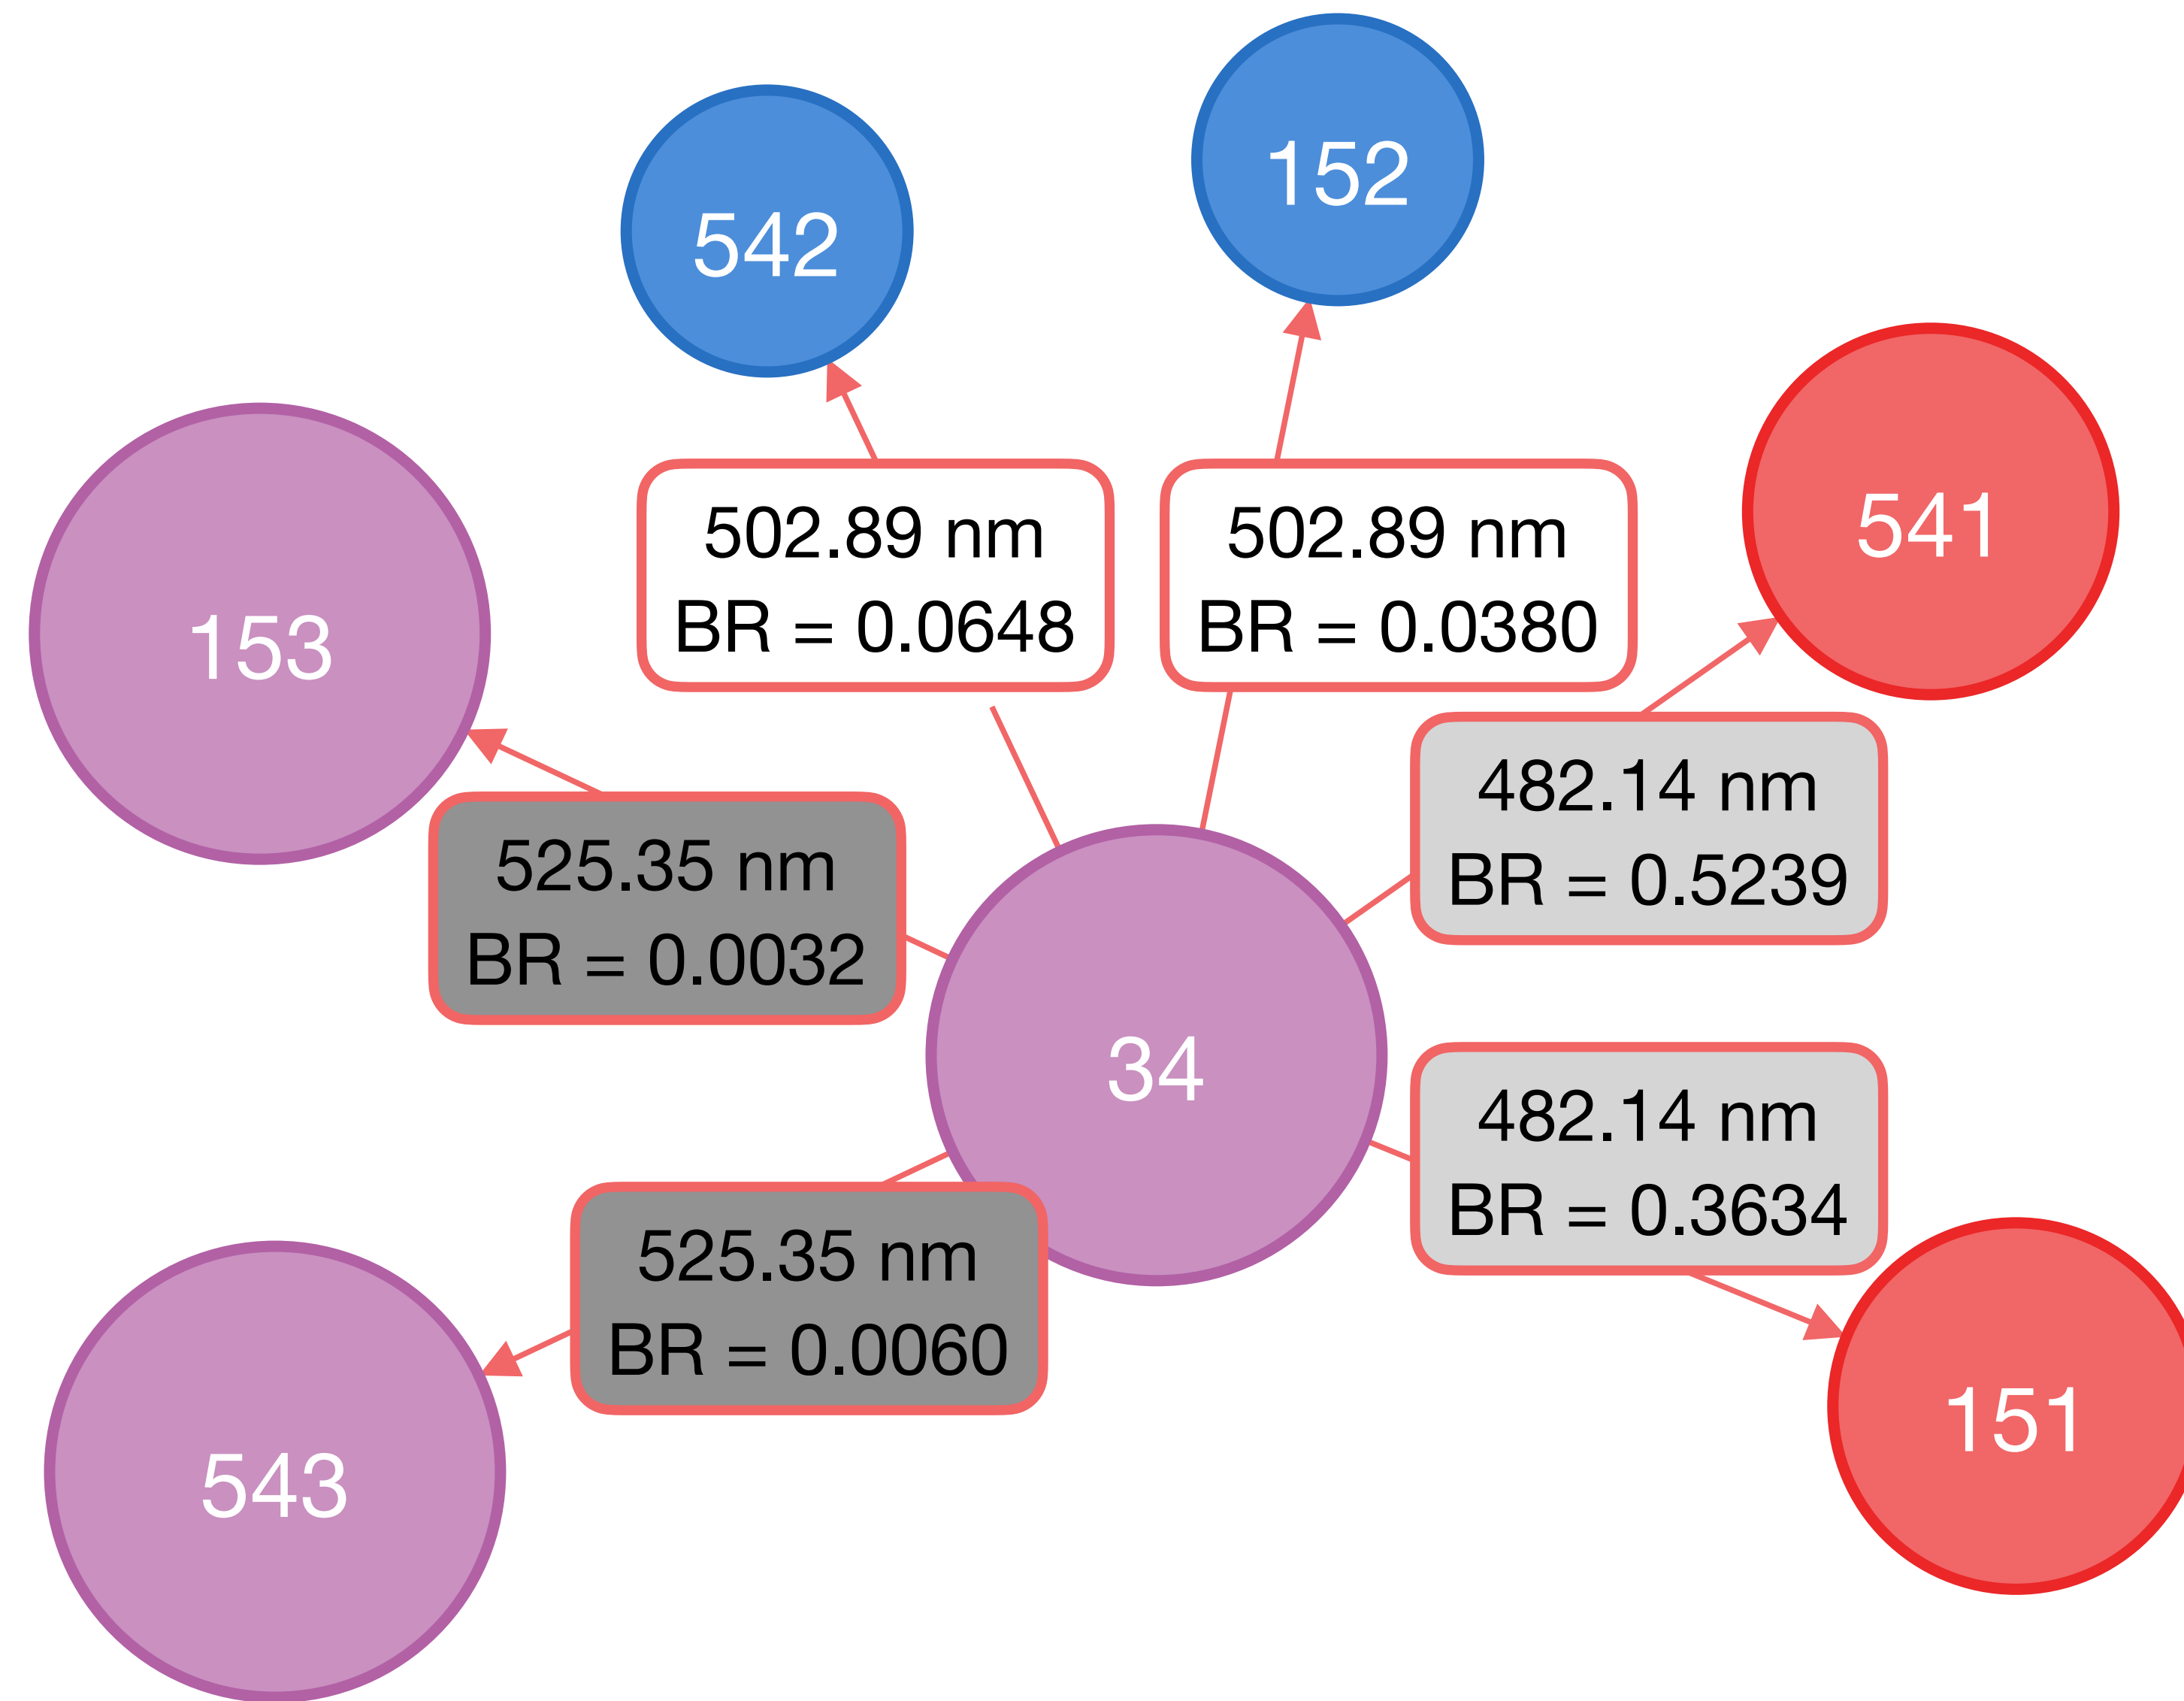 152
542
541
502.89 nm
BR = 0.0648
502.89 nm
BR = 0.0380
153
482.14 nm
BR = 0.5239
525.35 nm
BR = 0.0032
34
482.14 nm
BR = 0.3634
525.35 nm
BR = 0.0060
151
543